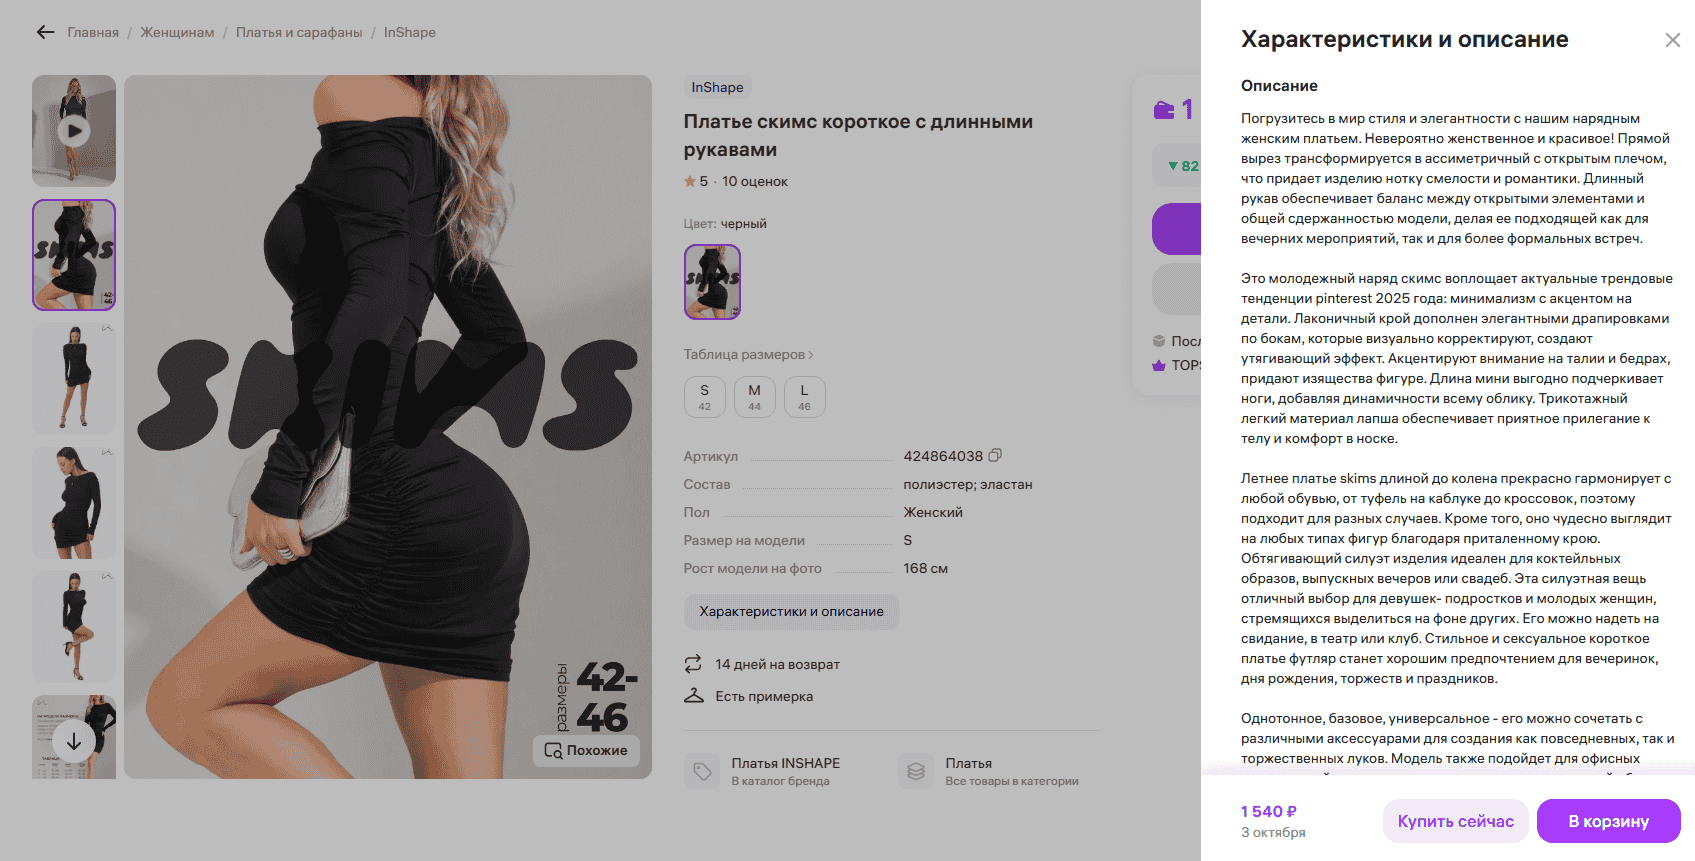 Главная / Женщинам / Платья и сарафаны / InShape
SKIMS
размеры
42-
46
Похожие
InShape
Платье скимс короткое с длинными
рукавами
5 · 10 оценок
Цвет: черный
Таблица размеров
S M L
42 44 46
Артикул 424864038
Состав полиэстер; эластан
Пол Женский
Размер на модели S
Рост модели на фото 168 см
Характеристики и описание
14 дней на возврат
Есть примерка
Платья INSHAPE
В каталог бренда
Платья
Все товары в категории
1
82
Характеристики и описание
Описание
Погрузитесь в мир стиля и элегантности с нашим нарядным
женским платьем. Невероятно женственное и красивое! Прямой
вырез трансформируется в ассиметричный с открытым плечом,
что придает изделию нотку смелости и романтики. Длинный
рукав обеспечивает баланс между открытыми элементами и
общей сдержанностью модели, делая ее подходящей как для
вечерних мероприятий, так и для более формальных встреч.
Это молодежный наряд скимс воплощает актуальные трендовые
тенденции pinterest 2025 года: минимализм с акцентом на
детали. Лаконичный крой дополнен элегантными драпировками
по бокам, которые визуально корректируют, создают
утягивающий эффект. Акцентируют внимание на талии и бедрах,
придают изящества фигуре. Длина мини выгодно подчеркивает
ноги, добавляя динамичности всему облику. Трикотажный
легкий материал лапша обеспечивает приятное прилегание к
телу и комфорт в носке.
Летнее платье skims длиной до колена прекрасно гармонирует с
любой обувью, от туфель на каблуке до кроссовок, поэтому
подходит для разных случаев. Кроме того, оно чудесно выглядит
на любых типах фигур благодаря приталенному крою.
Обтягивающий силуэт изделия идеален для коктейльных
образов, выпускных вечеров или свадеб. Эта силуэтная вещь
отличный выбор для девушек- подростков и молодых женщин,
стремящихся выделиться на фоне других. Его можно надеть на
свидание, в театр или клуб. Стильное и сексуальное короткое
платье футляр станет хорошим предпочтением для вечеринок,
дня рождения, торжеств и праздников.
Однотонное, базовое, универсальное - его можно сочетать с
различными аксессуарами для создания как повседневных, так и
торжественных луков. Модель также подойдет для офисных
1 540 ₽
3 октября
Купить сейчас
В корзину